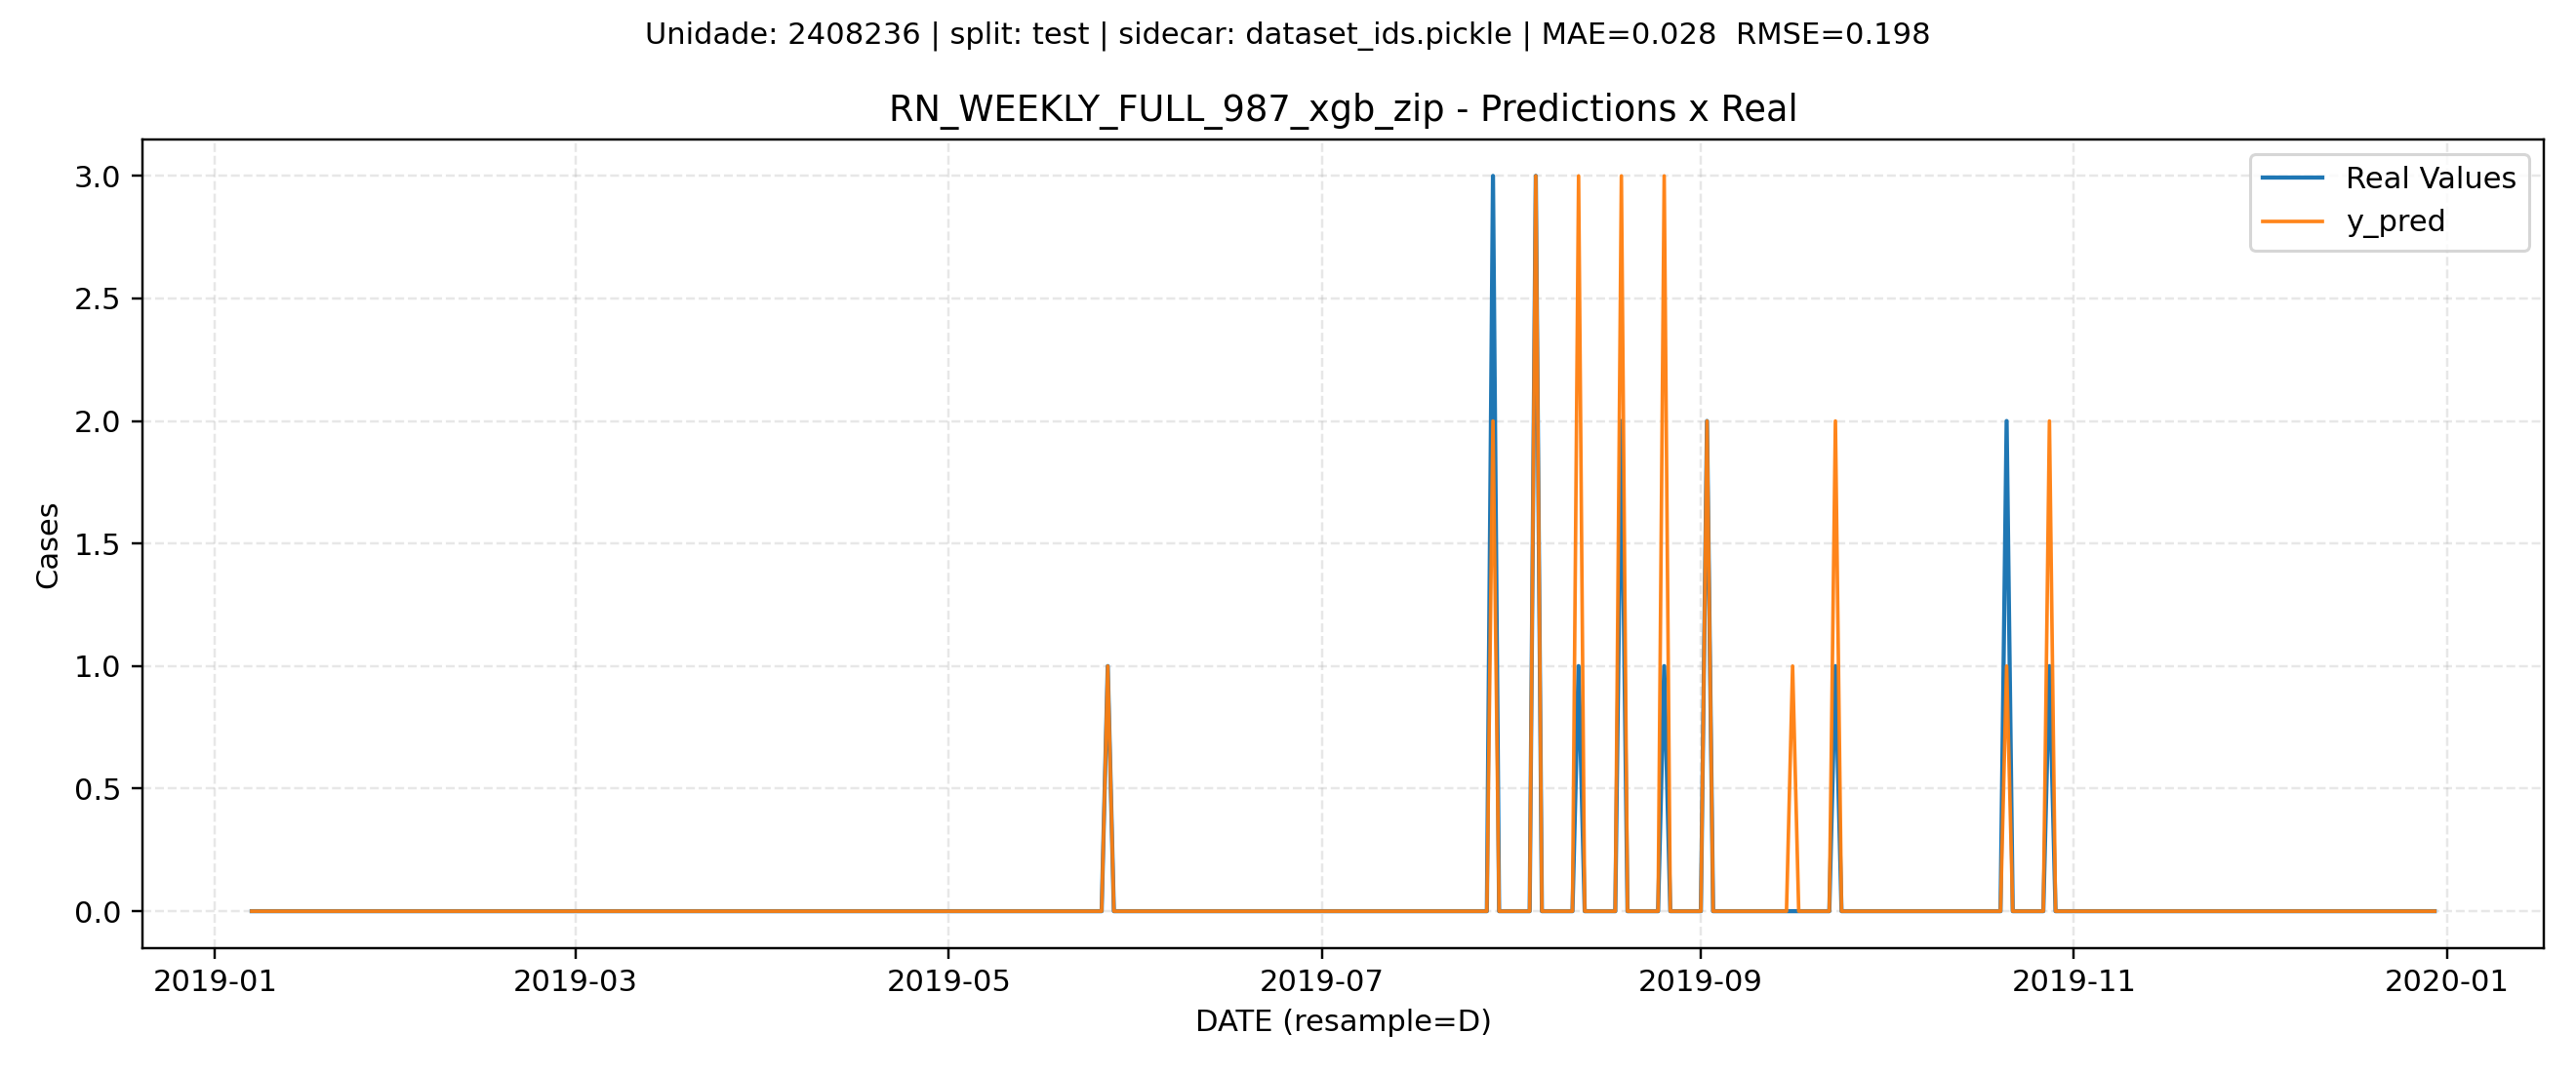 Unidade: 2408236 | split: test | sidecar: dataset_ids.pickle | MAE=0.028  RMSE=0.198
RN_WEEKLY_FULL_987_xgb_zip - Predictions x Real
Real Values
y_pred
3.0
2.5
2.0
1.5
1.0
0.5
0.0
Cases
2019-01
2019-03
2019-05
2019-07
2019-09
2019-11
2020-01
DATE (resample=D)